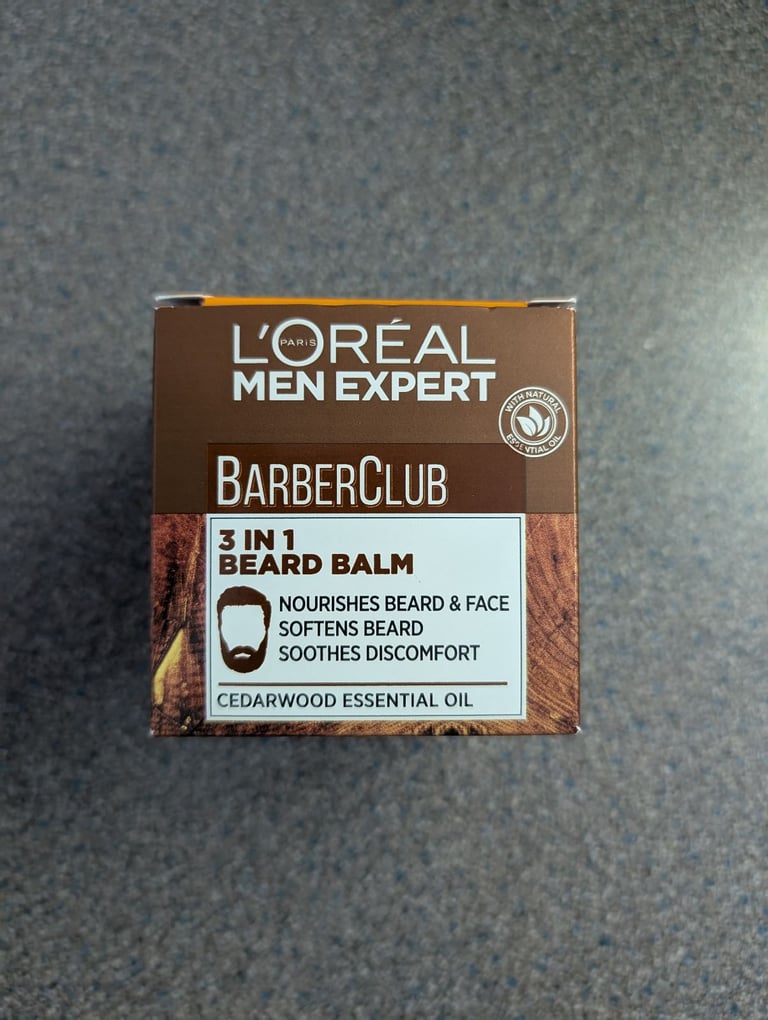 L'ORÉAL
PARIS
MEN EXPERT
WITH NATURAL
ESSENTIAL OIL
BARBERCLUB
3 IN 1
BEARD BALM
NOURISHES BEARD & FACE
SOFTENS BEARD
SOOTHES DISCOMFORT
CEDARWOOD ESSENTIAL OIL